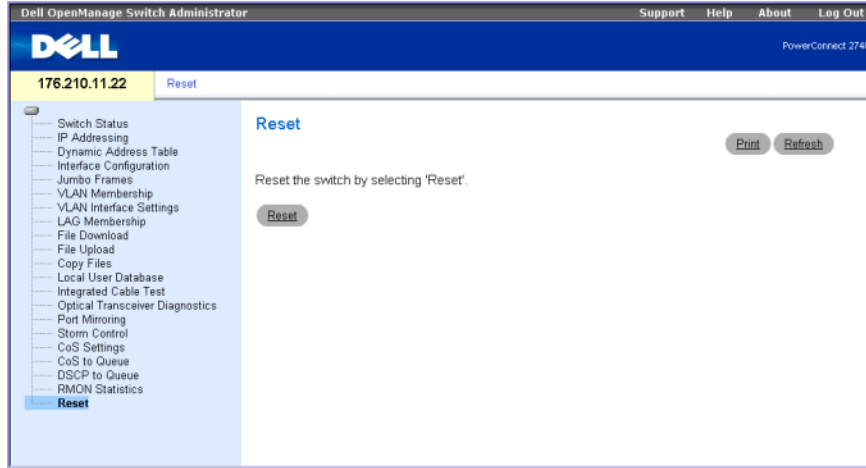 Dell OpenManage Switch Administrator
Support Help About Log Out
DELL
PowerConnect
176.210.11.22
Reset
Switch Status
IP Addressing
Dynamic Address Table
Interface Configuration
Jumbo Frames
VLAN Membership
VLAN Interface Settings
LAG Membership
File Download
File Upload
Copy Files
Local User Database
Integrated Cable Test
Optical Transceiver Diagnostics
Port Mirroring
Storm Control
CoS Settings
CoS to Queue
DSCP to Queue
RMON Statistics
Reset
Reset
Print Refresh
Reset the switch by selecting 'Reset'.
Reset